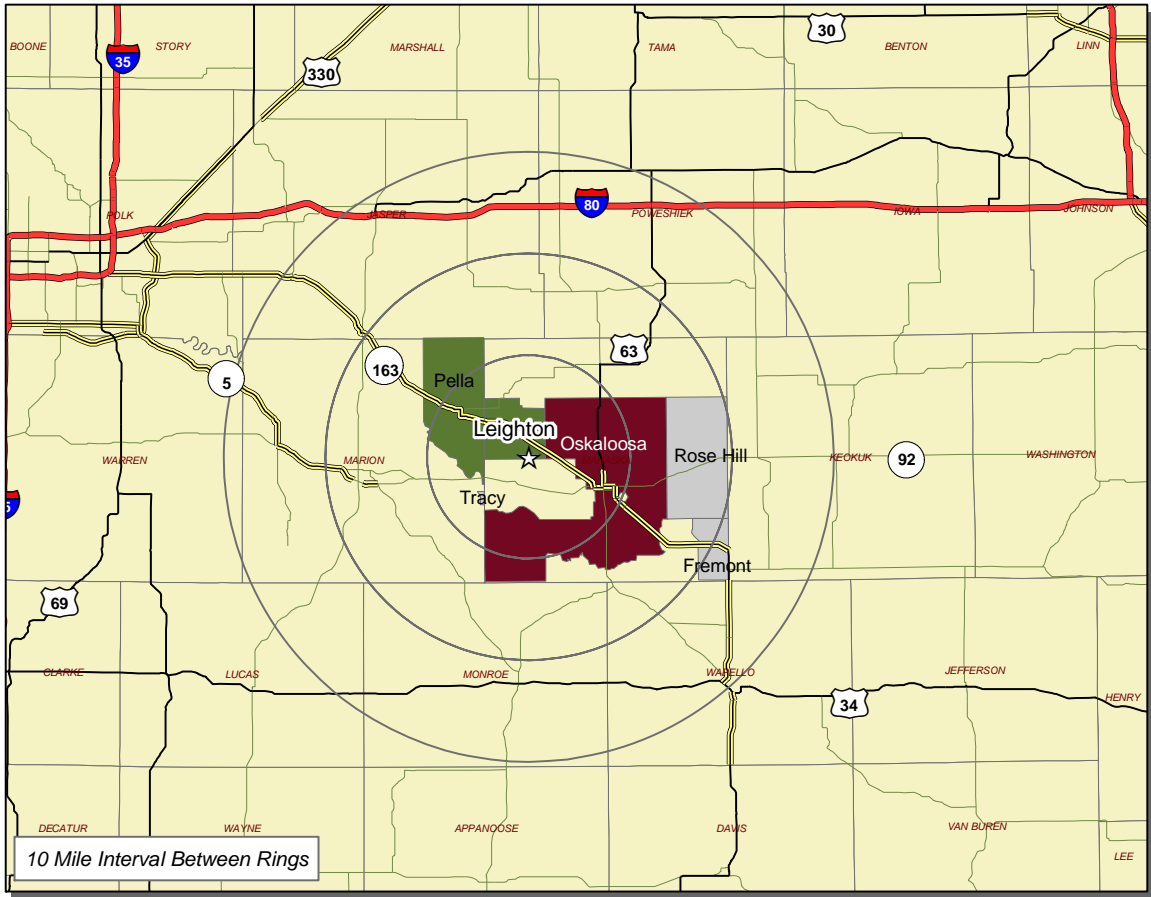 30
BOONE
STORY
MARSHALL
TAMA
BENTON
LINN
35
330
80
POLK
JASPER
POWESHIEK
IOWA
JOHNSON
63
163
5
Pella
Leighton
Oskaloosa
Rose Hill
WARREN
MARION
KEOKUK
92
WASHINGTON
Tracy
5
Fremont
69
CLARKE
LUCAS
MONROE
WAPELLO
JEFFERSON
HENRY
34
DECATUR
WAYNE
APPANOOSE
DAVIS
VAN BUREN
LEE
10 Mile Interval Between Rings